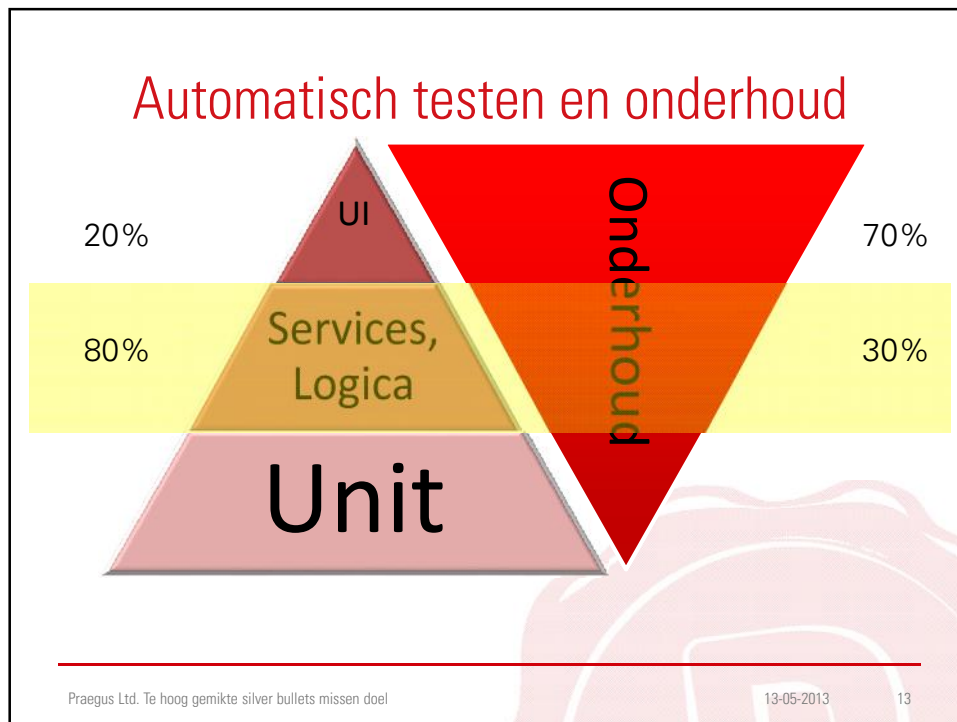 Automatisch testen en onderhoud
UI
20%
Onderhoud
70%
Services,
Logica
80%
30%
Unit
Praegus Ltd. Te hoog gemikte silver bullets missen doel
13-05-2013
13